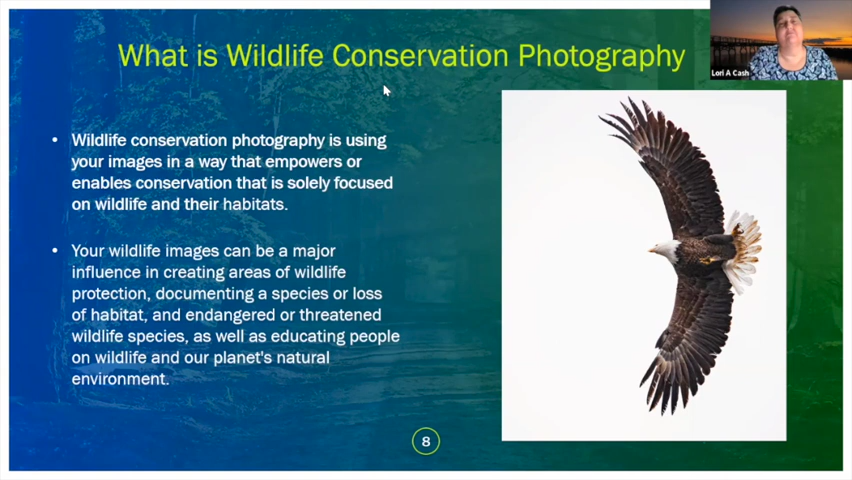 What is Wildlife Conservation Photography
Lori A Cash
Wildlife conservation photography is using
your images in a way that empowers or
enables conservation that is solely focused
on wildlife and their habitats.
Your wildlife images can be a major
influence in creating areas of wildlife
protection, documenting a species or loss
of habitat, and endangered or threatened
wildlife species, as well as educating people
on wildlife and our planet's natural
environment.
8